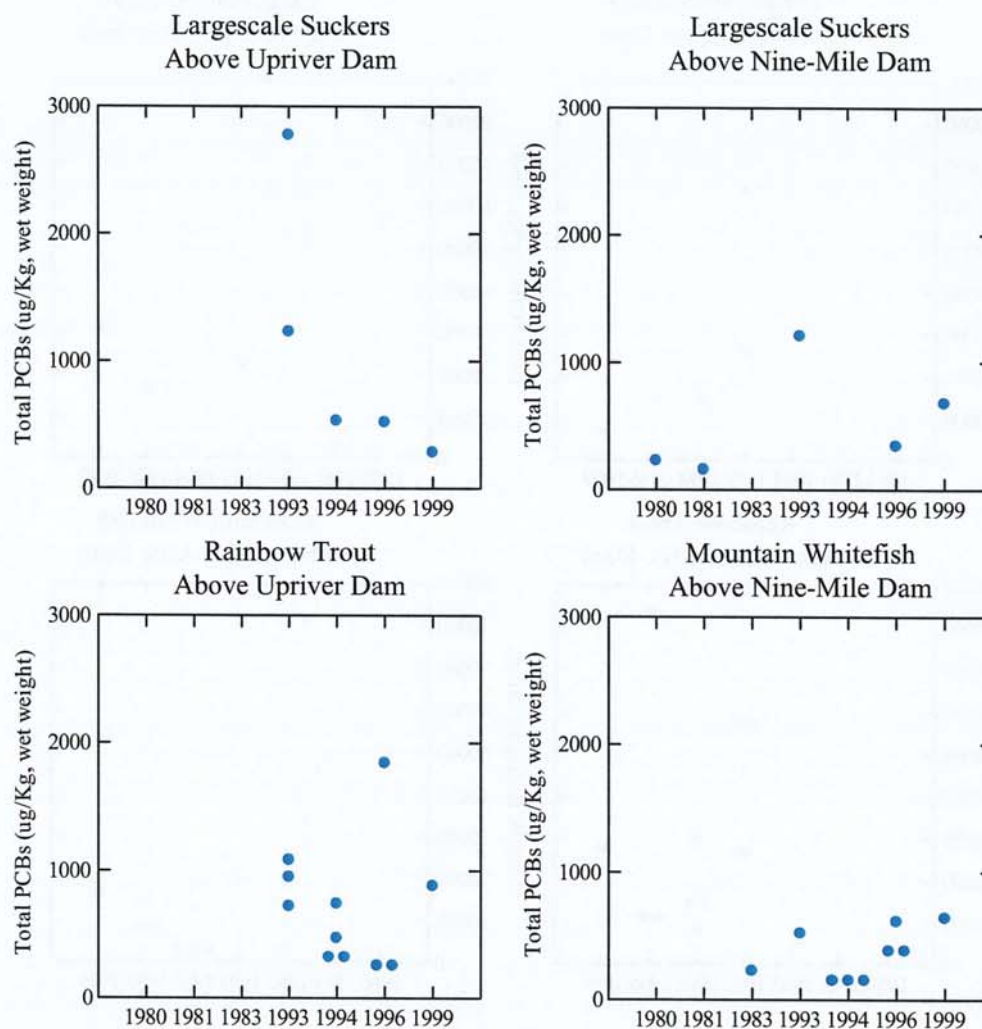 Largescale Suckers
Above Upriver Dam
Total PCBs (ug/Kg, wet weight)
3000
2000
1000
0
1980 1981 1983 1993 1994 1996 1999
Largescale Suckers
Above Nine-Mile Dam
Total PCBs (ug/Kg, wet weight)
3000
2000
1000
0
1980 1981 1983 1993 1994 1996 1999
Rainbow Trout
Above Upriver Dam
Total PCBs (ug/Kg, wet weight)
3000
2000
1000
0
1980 1981 1983 1993 1994 1996 1999
Mountain Whitefish
Above Nine-Mile Dam
Total PCBs (ug/Kg, wet weight)
3000
2000
1000
0
1980 1981 1983 1993 1994 1996 1999